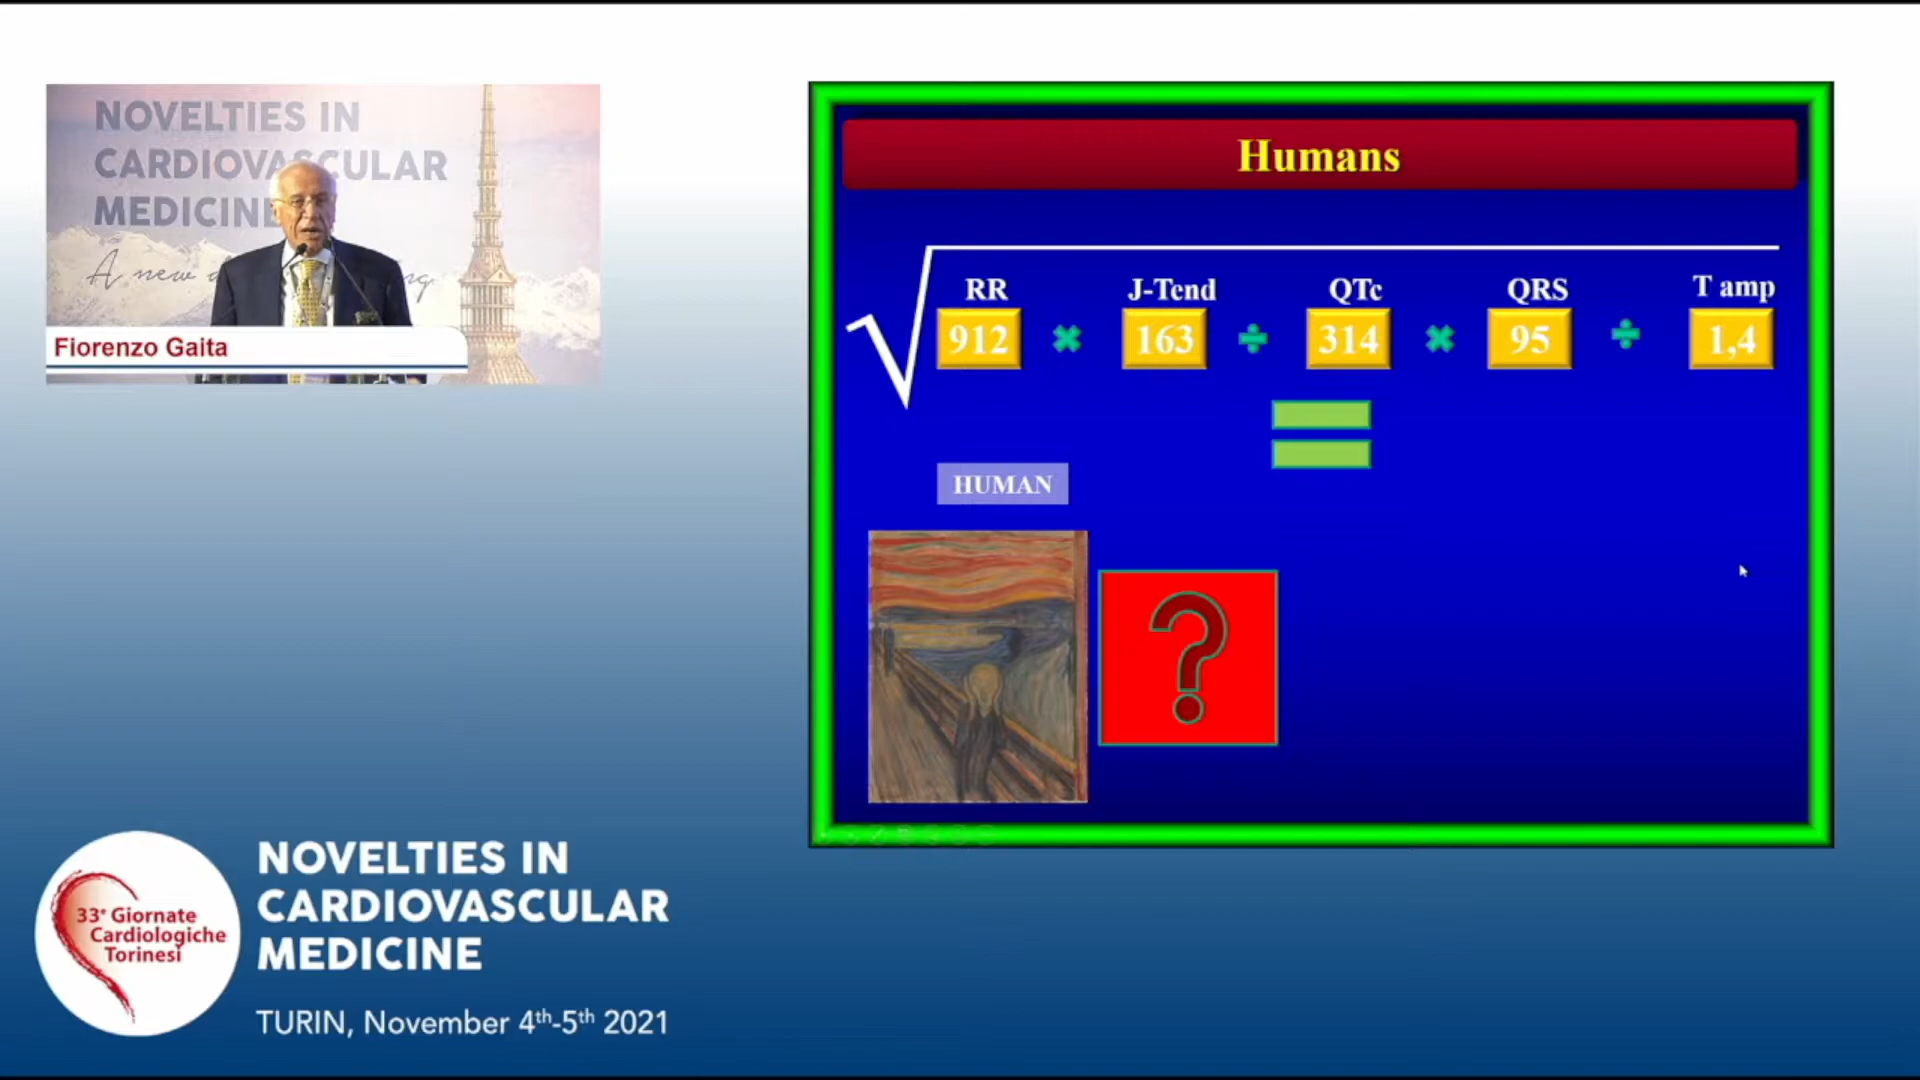 NOVELTIES IN
CARDIOVASCULAR
MEDICINE
A new
Fiorenzo Gaita
Humans
RR J-Tend QTc QRS T amp
912 × 163 ÷ 314 × 95 ÷ 1,4
HUMAN
?
33° Giornate
Cardiologiche
Torinesi
NOVELTIES IN
CARDIOVASCULAR
MEDICINE
TURIN, November 4th-5th 2021